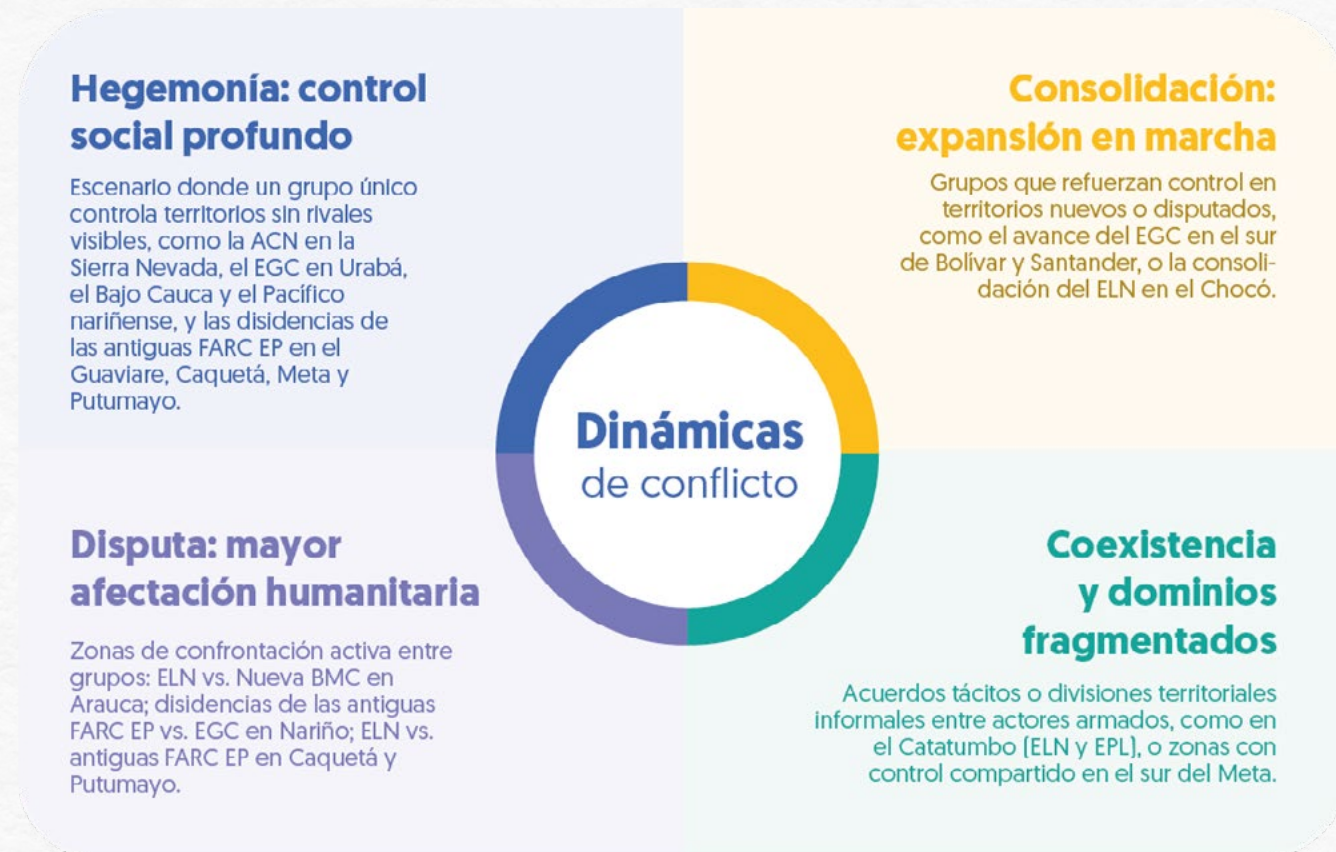 Hegemonía: control
social profundo
Escenario donde un grupo único
controla territorios sin rivales
visibles, como la ACN en la
Sierra Nevada, el EGC en Urabá,
el Bajo Cauca y el Pacífico
nariñense, y las disidencias de
las antiguas FARC EP en el
Guaviare, Caquetá, Meta y
Putumayo.
Consolidación:
expansión en marcha
Grupos que refuerzan control en
territorios nuevos o disputados,
como el avance del EGC en el sur
de Bolívar y Santander, o la consoli-
dación del ELN en el Chocó.
Dinámicas
de conflicto
Disputa: mayor
afectación humanitaria
Zonas de confrontación activa entre
grupos: ELN vs. Nueva BMC en
Arauca; disidencias de las antiguas
FARC EP vs. EGC en Nariño; ELN vs.
antiguas FARC EP en Caquetá y
Putumayo.
Coexistencia
y dominios
fragmentados
Acuerdos tácitos o divisiones territoriales
informales entre actores armados, como en
el Catatumbo (ELN y EPL), o zonas con
control compartido en el sur del Meta.